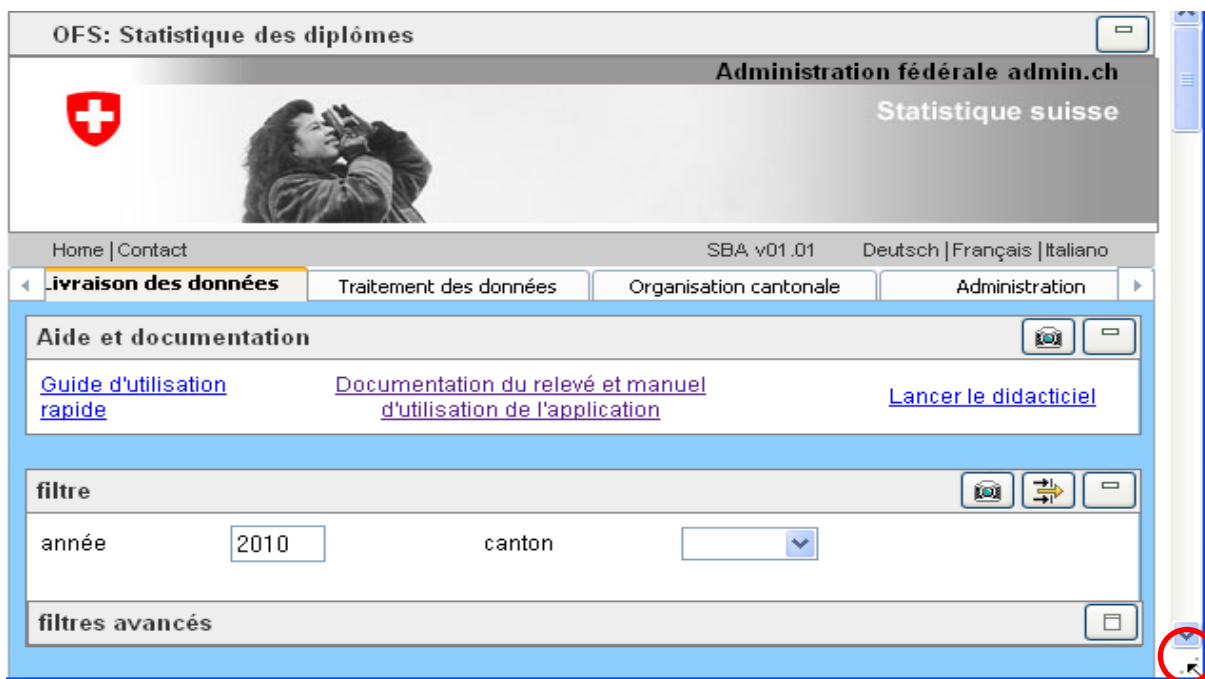 OFS: Statistique des diplômes
Administration fédérale admin.ch
Statistique suisse
Home | Contact SBA v01.01 Deutsch | Français | Italiano
Livraison des données Traitement des données Organisation cantonale Administration
Aide et documentation
Guide d'utilisation rapide
Documentation du relevé et manuel
d'utilisation de l'application
Lancer le didacticiel
filtre
année 2010 canton
filtres avancés